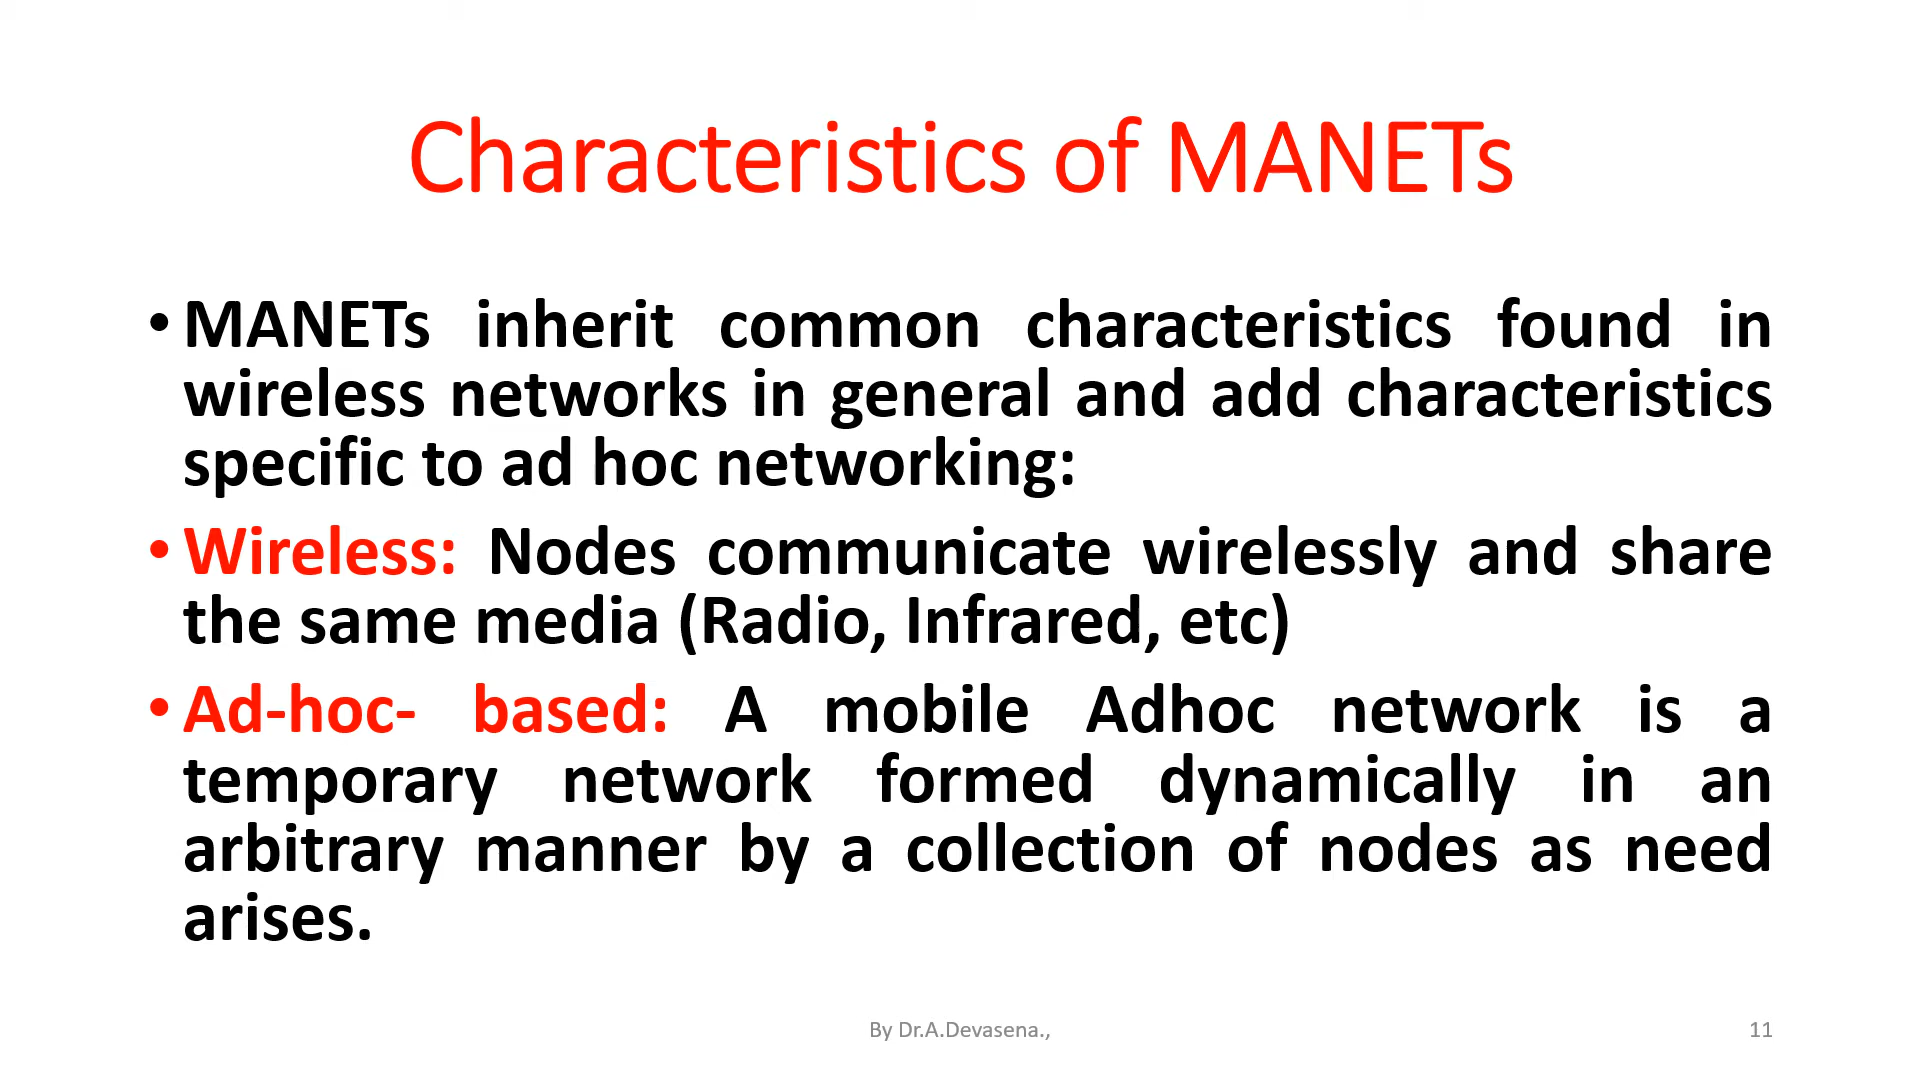 Characteristics of MANETs
• MANETs inherit common characteristics found in
wireless networks in general and add characteristics
specific to ad hoc networking:
• Wireless: Nodes communicate wirelessly and share
the same media (Radio, Infrared, etc)
• Ad-hoc- based: A mobile Adhoc network is a
temporary network formed dynamically in an
arbitrary manner by a collection of nodes as need
arises.
By Dr.A.Devasena.,
11